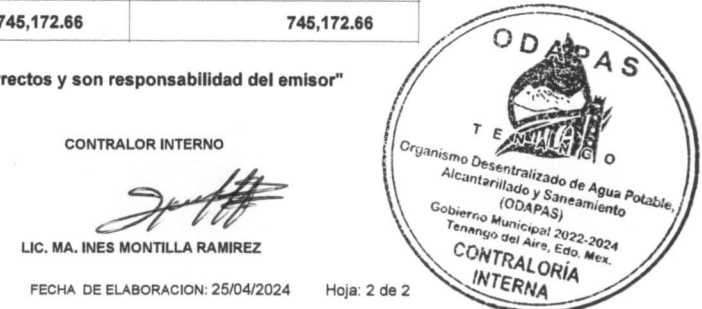 745,172.66 745,172.66
rectos y son responsabilidad del emisor"
CONTRALOR INTERNO
LIC. MA. INES MONTILLA RAMIREZ
FECHA DE ELABORACION: 25/04/2024 Hoja: 2 de 2
ODAPAS
TENANGO
Organismo Desentralizado de Agua Potable,
Alcantarillado y Saneamiento
(ODAPAS)
Gobierno Municipal 2022-2024
Tenango del Aire, Edo. Mex.
CONTRALORÍA
INTERNA